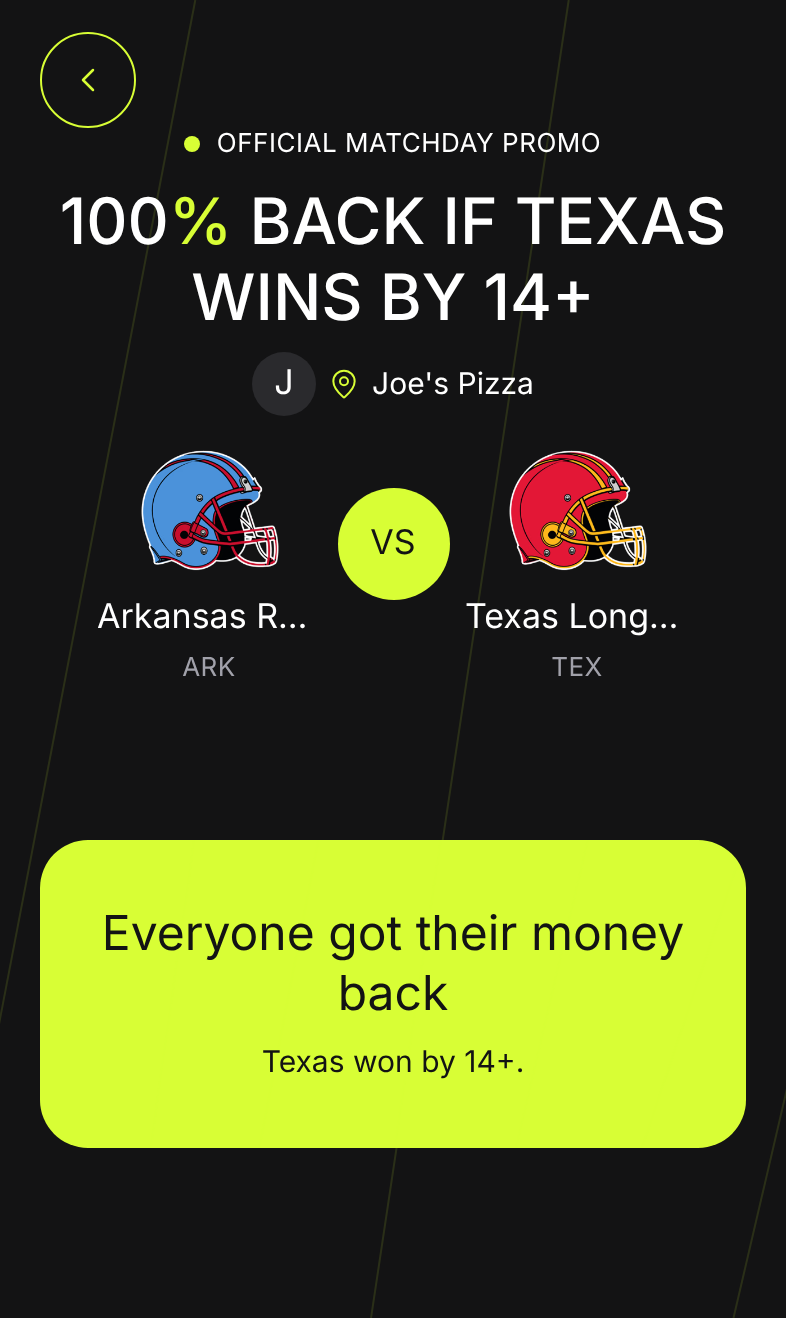 OFFICIAL MATCHDAY PROMO
100% BACK IF TEXAS
WINS BY 14+
J Joe's Pizza
VS
Arkansas R... Texas Long...
ARK TEX
Everyone got their money
back
Texas won by 14+.